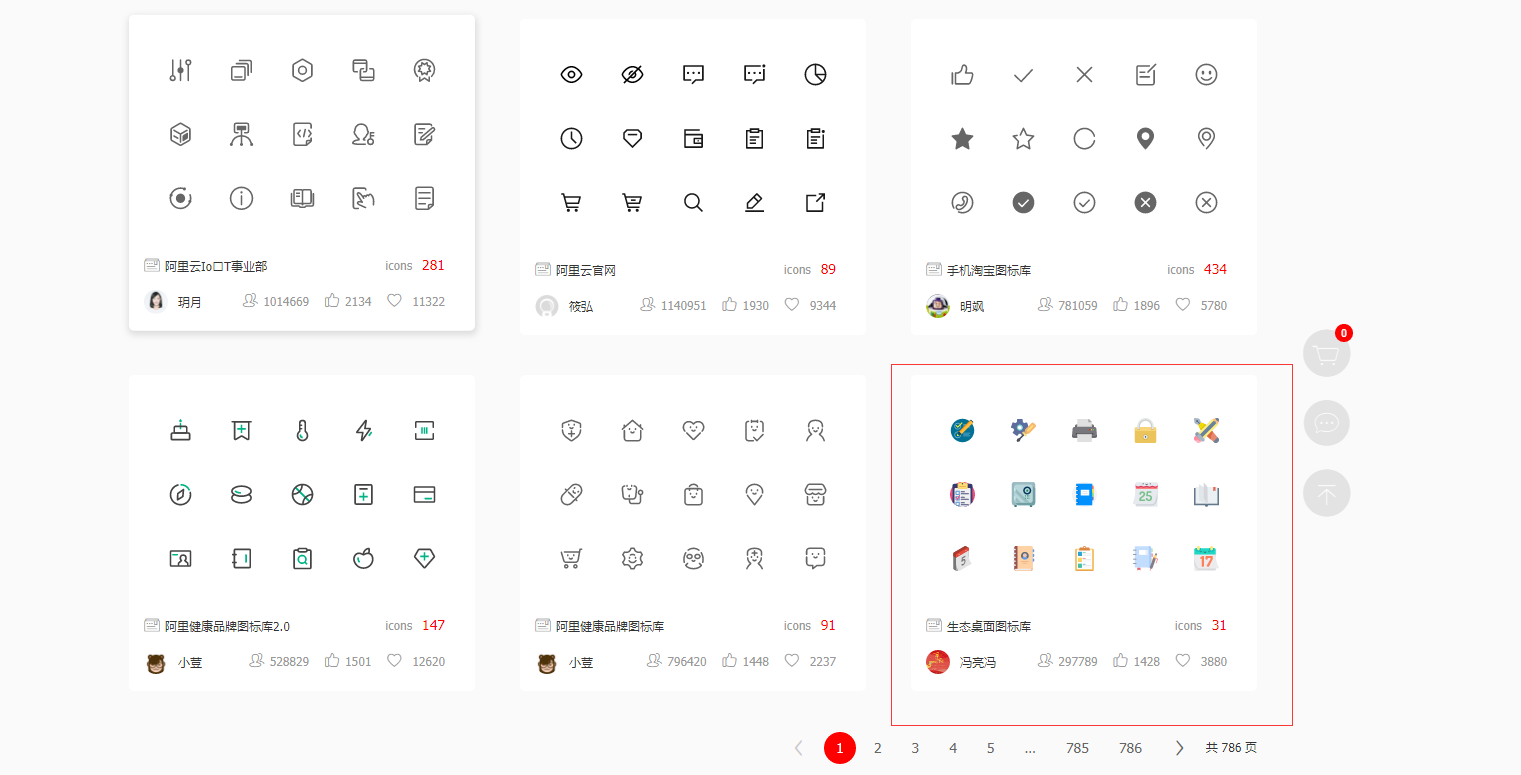 阿里云Io□T事业部 icons 281
玥月 1014669 2134 11322
阿里云官网 icons 89
筱弘 1140951 1930 9344
手机淘宝图标库 icons 434
明飒 781059 1896 5780
0
25
5
17
阿里健康品牌图标库2.0 icons 147
小荳 528829 1501 12620
阿里健康品牌图标库 icons 91
小荳 796420 1448 2237
生态桌面图标库 icons 31
冯亮冯 297789 1428 3880
1 2 3 4 5 ... 785 786 共 786 页